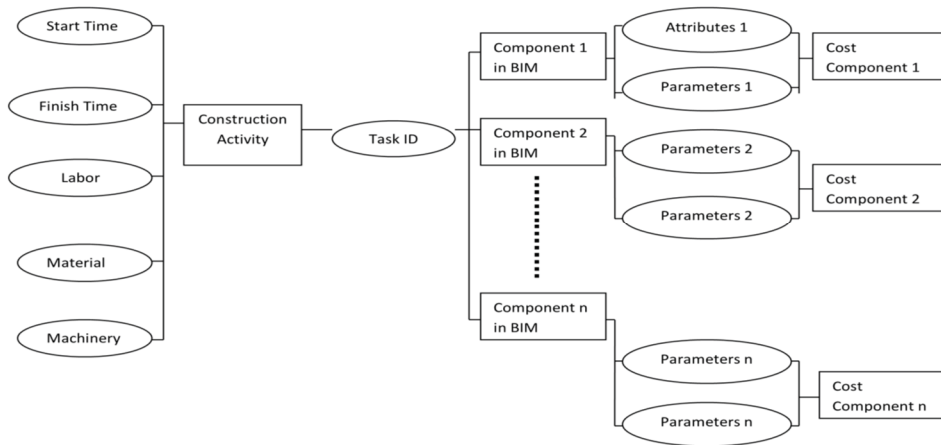 Start Time
Finish Time
Labor
Material
Machinery
Construction
Activity
Task ID
Component 1
in BIM
Component 2
in BIM
Component n
in BIM
Attributes 1
Parameters 1
Parameters 2
Parameters 2
Parameters n
Parameters n
Cost
Component 1
Cost
Component 2
Cost
Component n